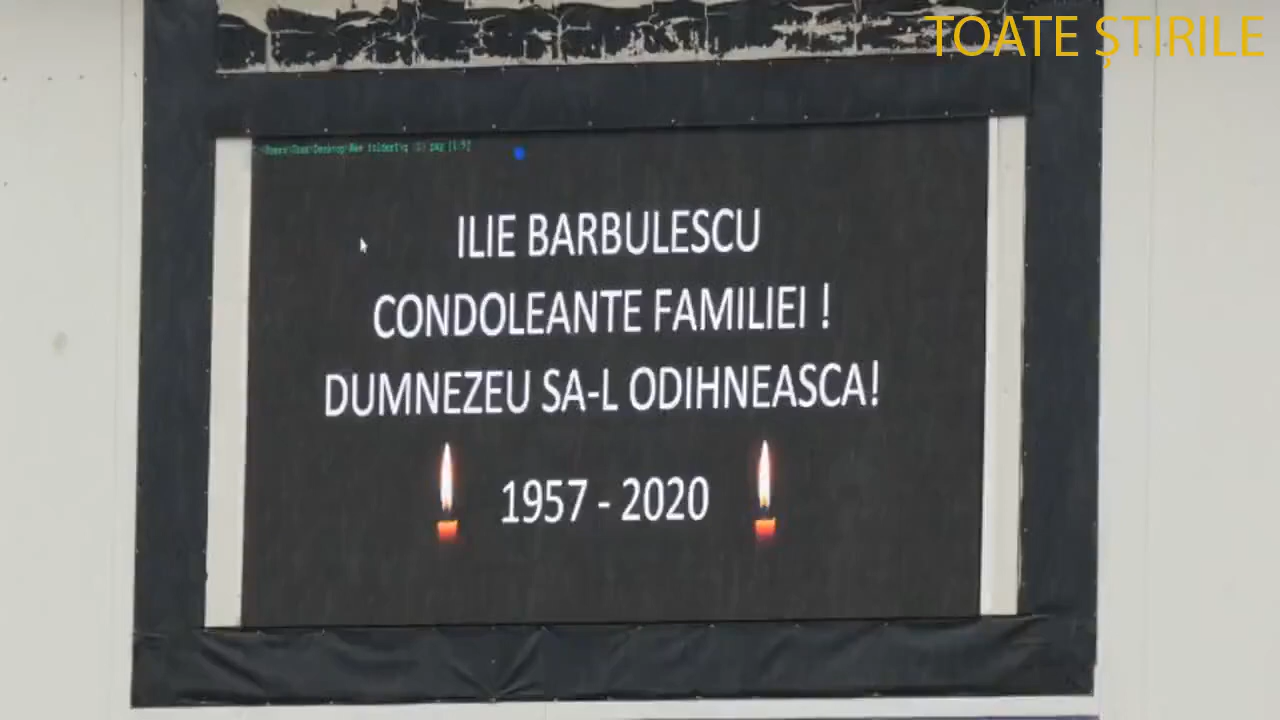 TOATE ȘTIRILE
ILIE BARBULESCU
CONDOLEANTE FAMILIEI !
DUMNEZEU SA-L ODIHNEASCA!
1957 - 2020